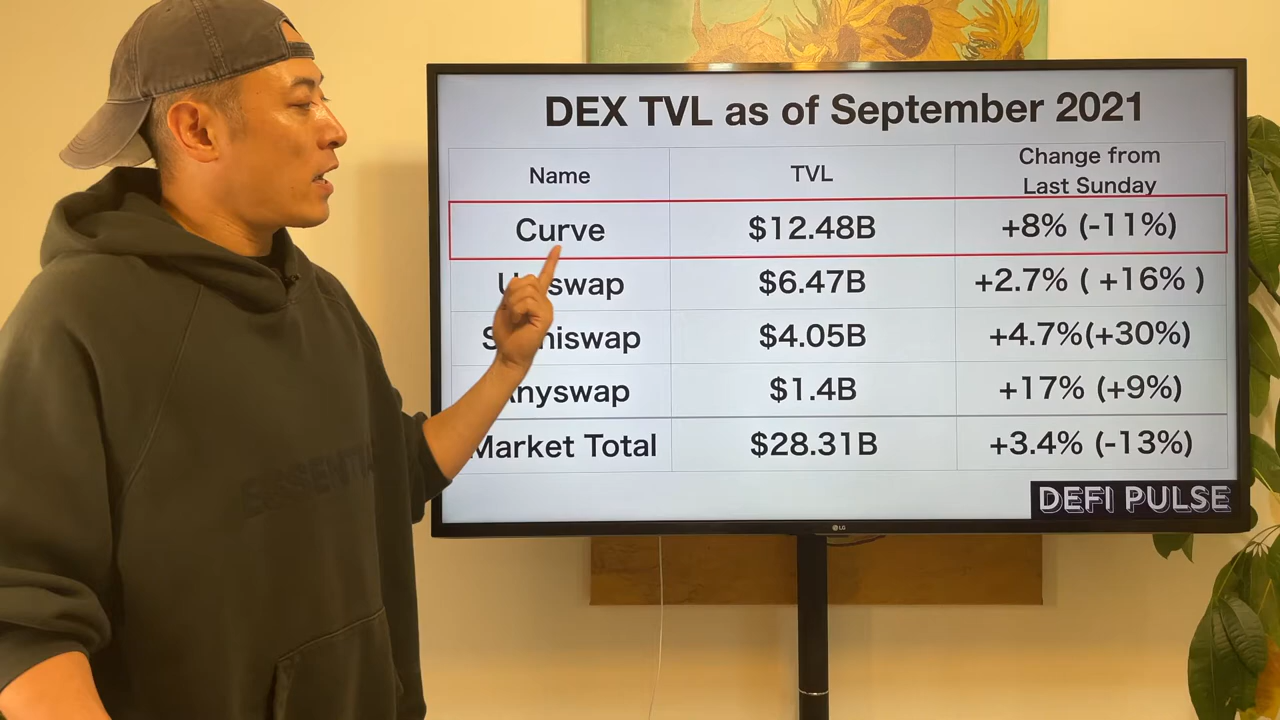 DEX TVL as of September 2021
Name TVL Change from
Last Sunday
Curve $12.48B +8% (-11%)
$6.47B +2.7% ( +16% )
$4.05B +4.7%(+30%)
$1.4B +17% (+9%)
Market Total $28.31B +3.4% (-13%)
DEFI PULSE
LG